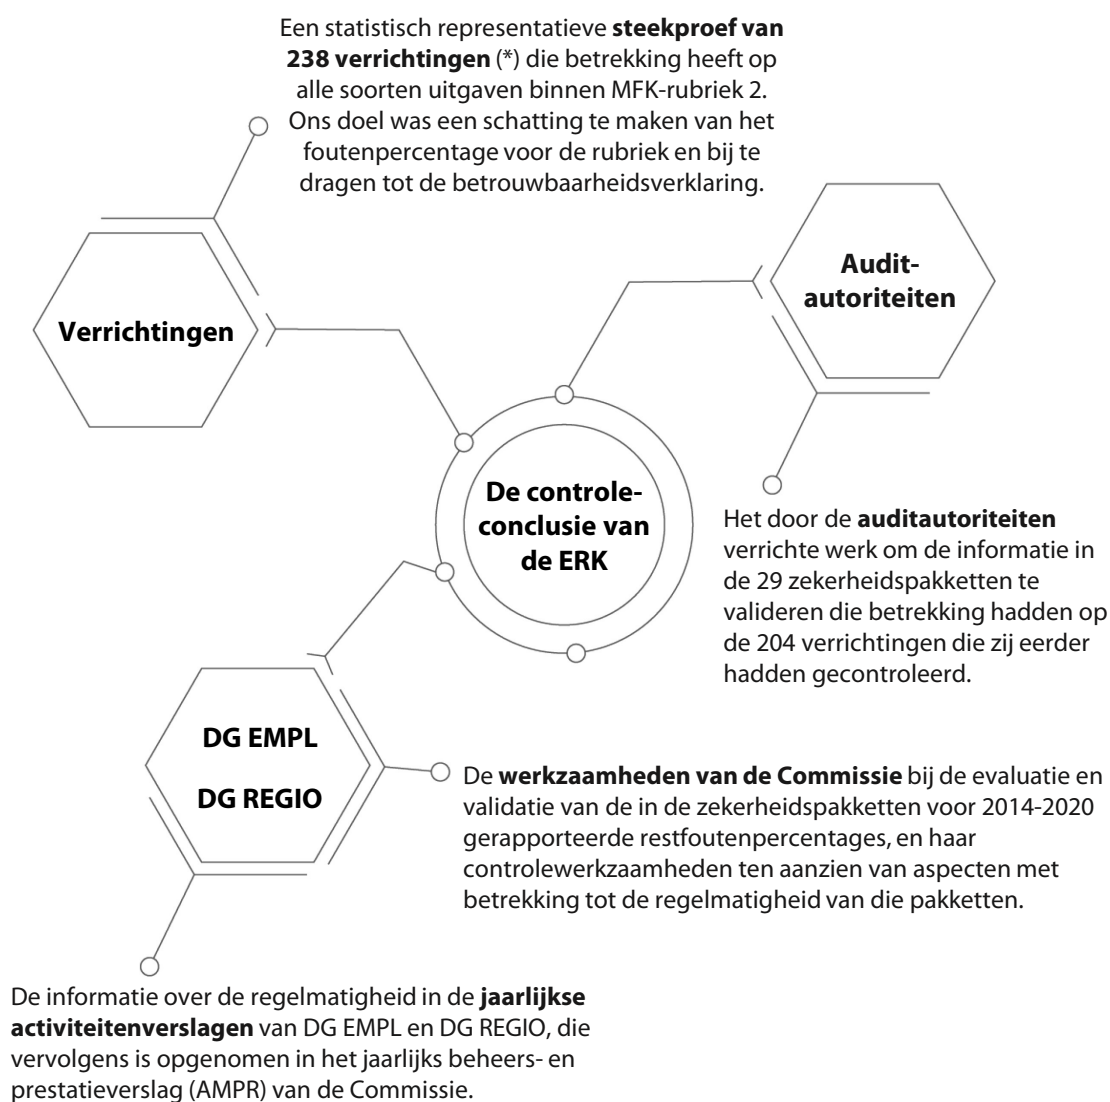 Een statistisch representatieve steekproef van
238 verrichtingen (*) die betrekking heeft op
alle soorten uitgaven binnen MFK-rubriek 2.
Ons doel was een schatting te maken van het
foutenpercentage voor de rubriek en bij te
dragen tot de betrouwbaarheidsverklaring.
Verrichtingen
Audit-
autoriteiten
De controle-
conclusie van
de ERK
Het door de auditautoriteiten
verrichte werk om de informatie in
de 29 zekerheidspakketten te
valideren die betrekking hadden op
de 204 verrichtingen die zij eerder
hadden gecontroleerd.
DG EMPL
DG REGIO
De werkzaamheden van de Commissie bij de evaluatie en
validatie van de in de zekerheidspakketten voor 2014-2020
gerapporteerde restfoutenpercentages, en haar
controlewerkzaamheden ten aanzien van aspecten met
betrekking tot de regelmatigheid van die pakketten.
De informatie over de regelmatigheid in de jaarlijkse
activiteitenverslagen van DG EMPL en DG REGIO, die
vervolgens is opgenomen in het jaarlijks beheers- en
prestatieverslag (AMPR) van de Commissie.